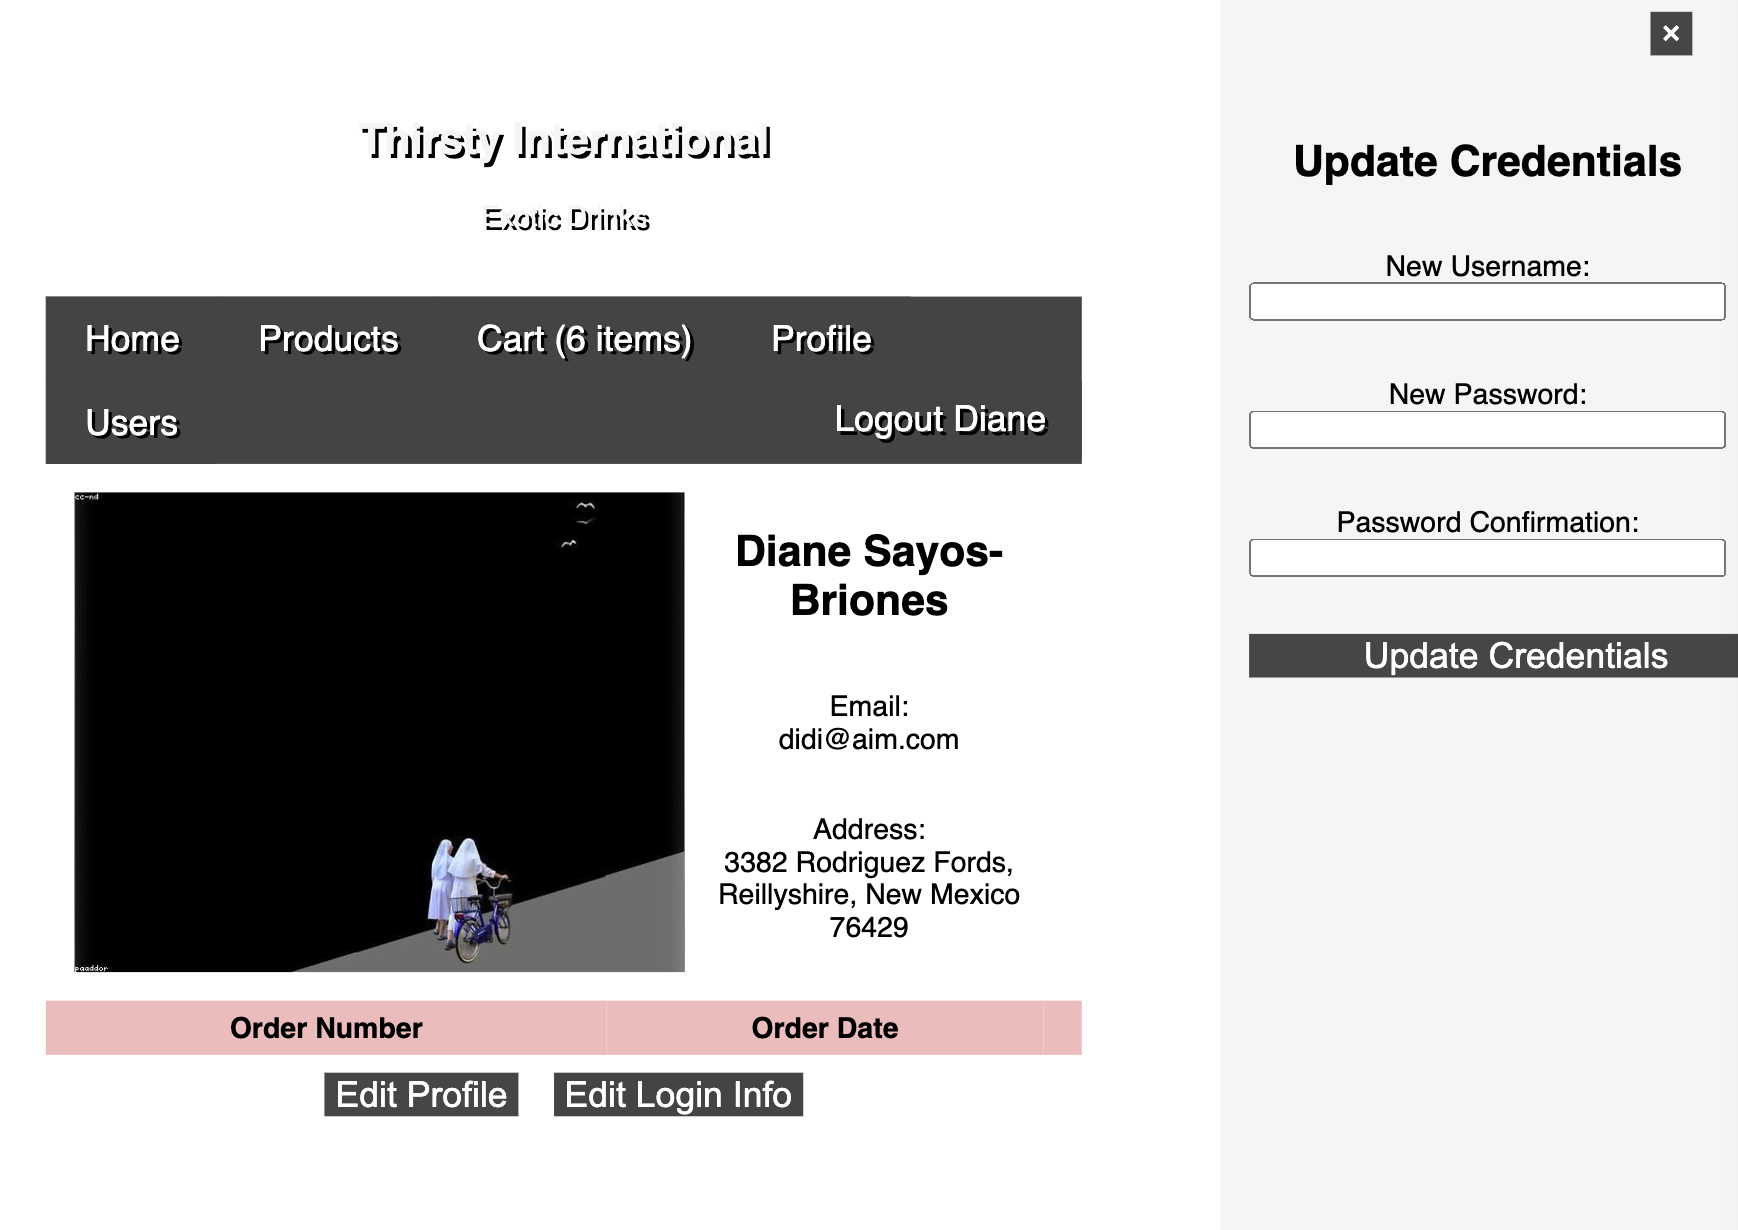 ×
Thirsty International
Exotic Drinks
Home Products Cart (6 items) Profile
Users Logout Diane
cc-nd
paaddor
Diane Sayos-
Briones
Email:
didi@aim.com
Address:
3382 Rodriguez Fords,
Reillyshire, New Mexico
76429
Order Number Order Date
Edit Profile Edit Login Info
Update Credentials
New Username:
New Password:
Password Confirmation:
Update Credentials